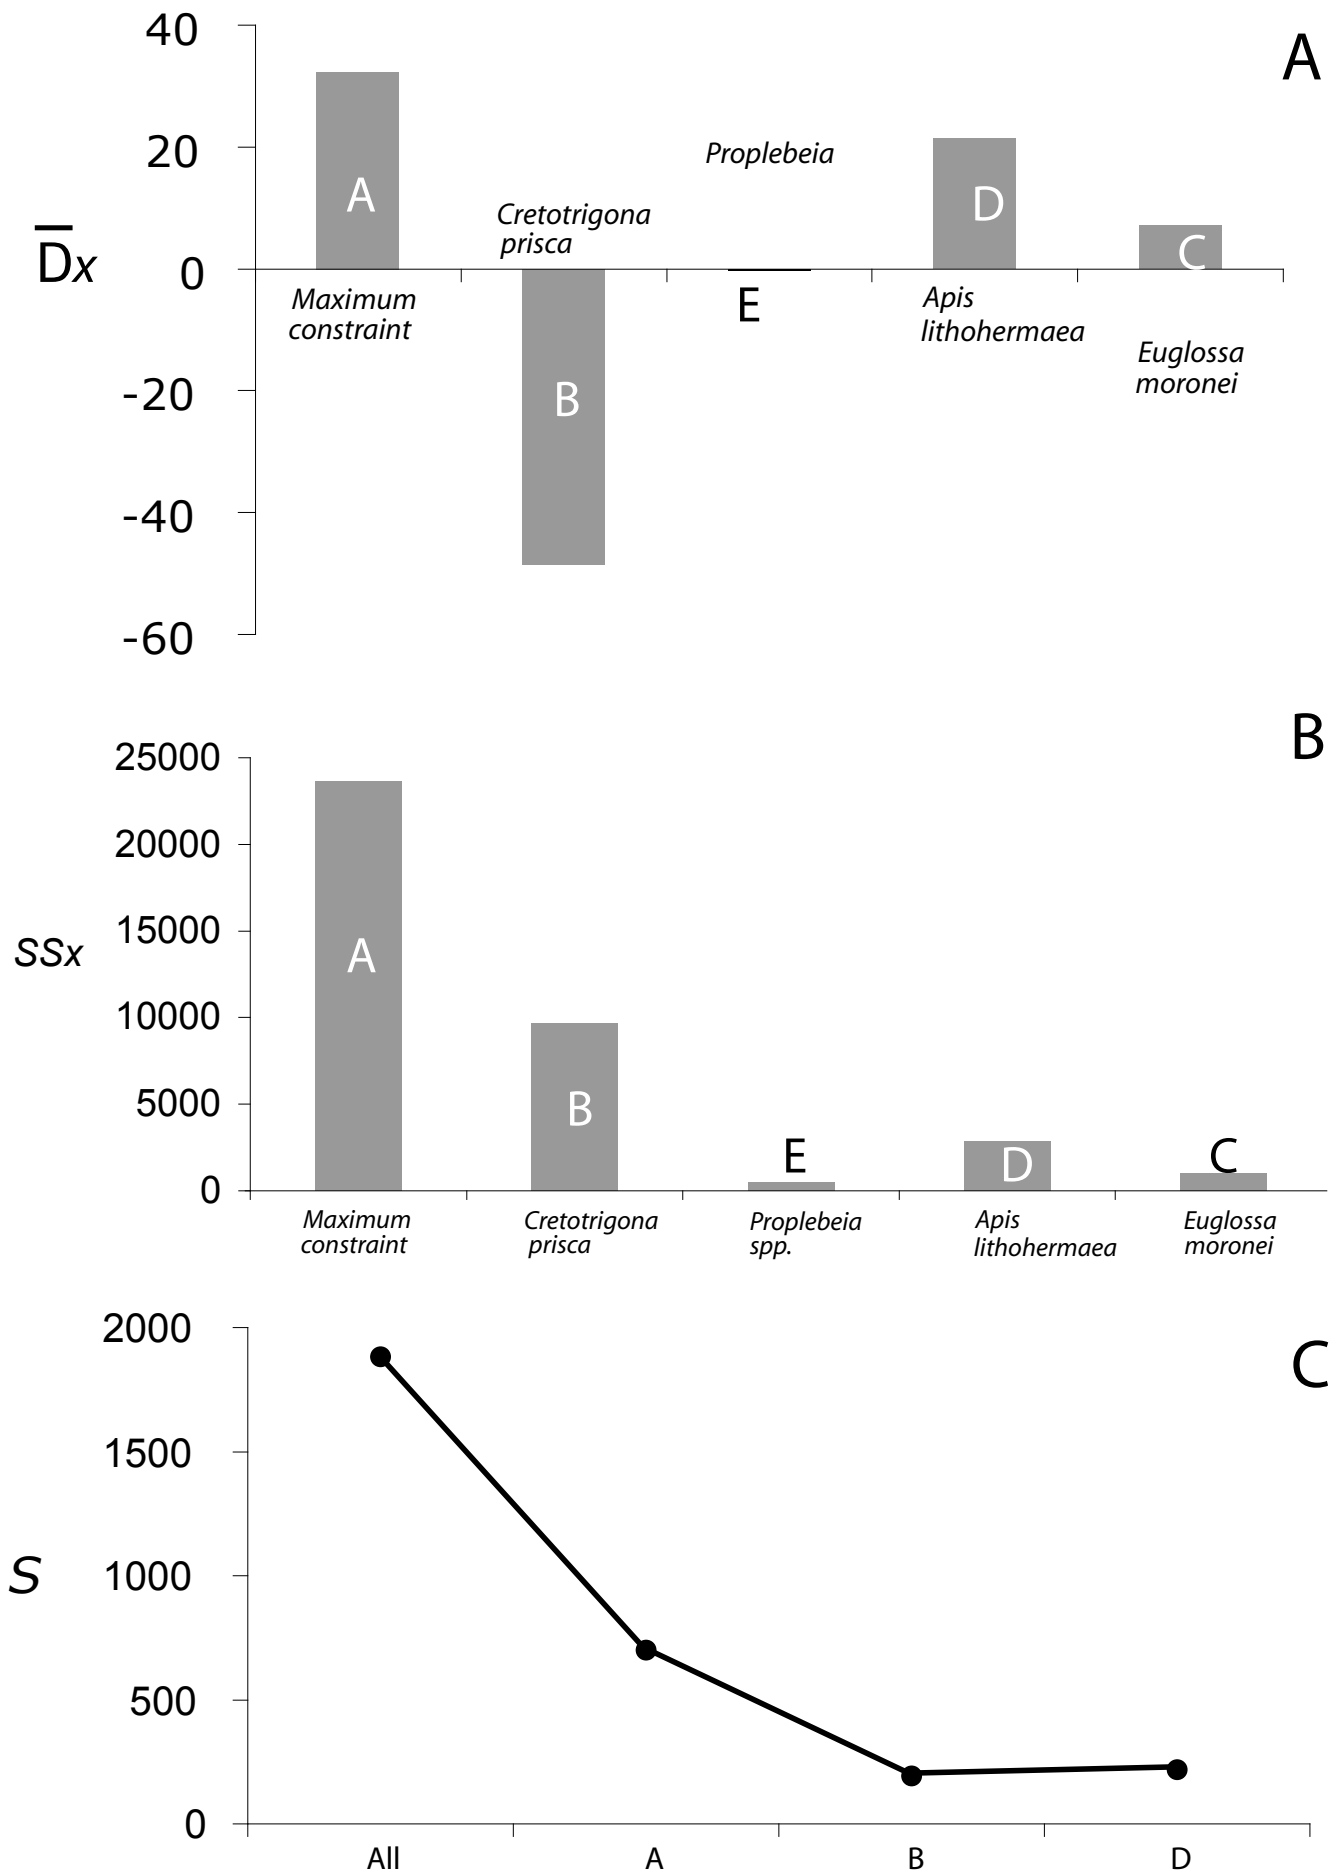 A
40
20
0
-20
-40
-60
D̅x
A
Maximum
constraint
Cretotrigona
prisca
B
Proplebeia
E
D
Apis
lithohermaea
C
Euglossa
moronei
B
25000
20000
15000
10000
5000
0
SSx
A
B
E
D
C
Maximum
constraint
Cretotrigona
prisca
Proplebeia
spp.
Apis
lithohermaea
Euglossa
moronei
C
2000
1500
1000
500
0
S
All
A
B
D